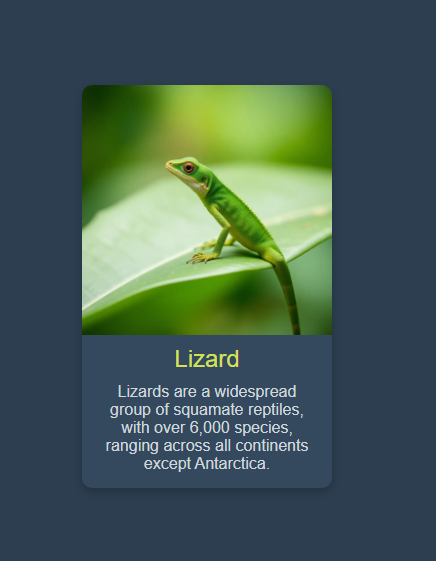 Lizard
Lizards are a widespread
group of squamate reptiles,
with over 6,000 species,
ranging across all continents
except Antarctica.